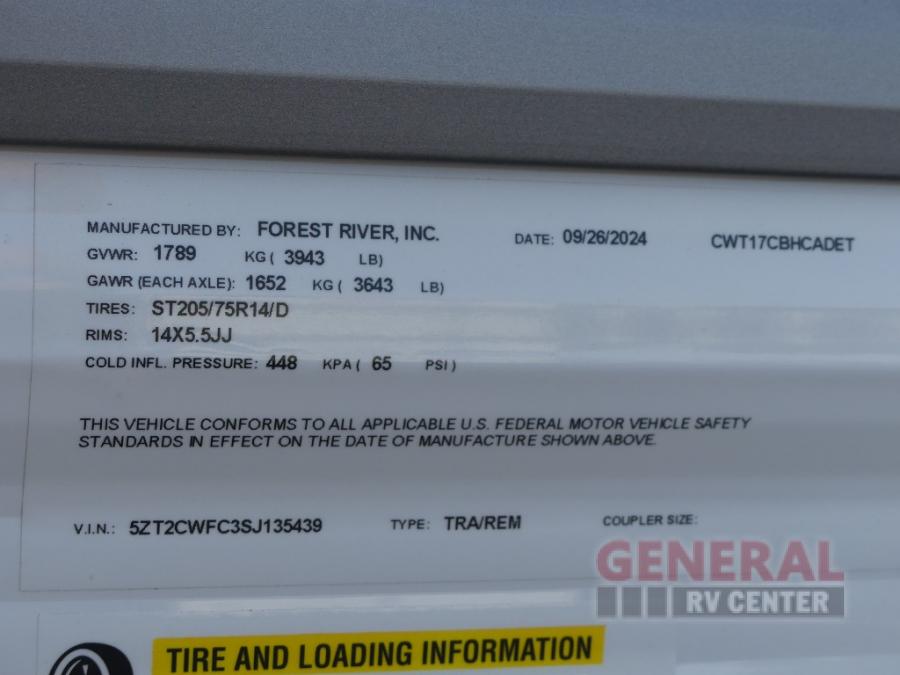 MANUFACTURED BY: FOREST RIVER, INC. DATE: 09/26/2024 CWT17CBHCADET
GVWR: 1789 KG ( 3943 LB)
GAWR (EACH AXLE): 1652 KG ( 3643 LB)
TIRES: ST205/75R14/D
RIMS: 14X5.5JJ
COLD INFL. PRESSURE: 448 KPA ( 65 PSI )
THIS VEHICLE CONFORMS TO ALL APPLICABLE U.S. FEDERAL MOTOR VEHICLE SAFETY
STANDARDS IN EFFECT ON THE DATE OF MANUFACTURE SHOWN ABOVE.
V.I.N.: 5ZT2CWFC3SJ135439 TYPE: TRA/REM COUPLER SIZE:
GENERAL
RV CENTER
TIRE AND LOADING INFORMATION